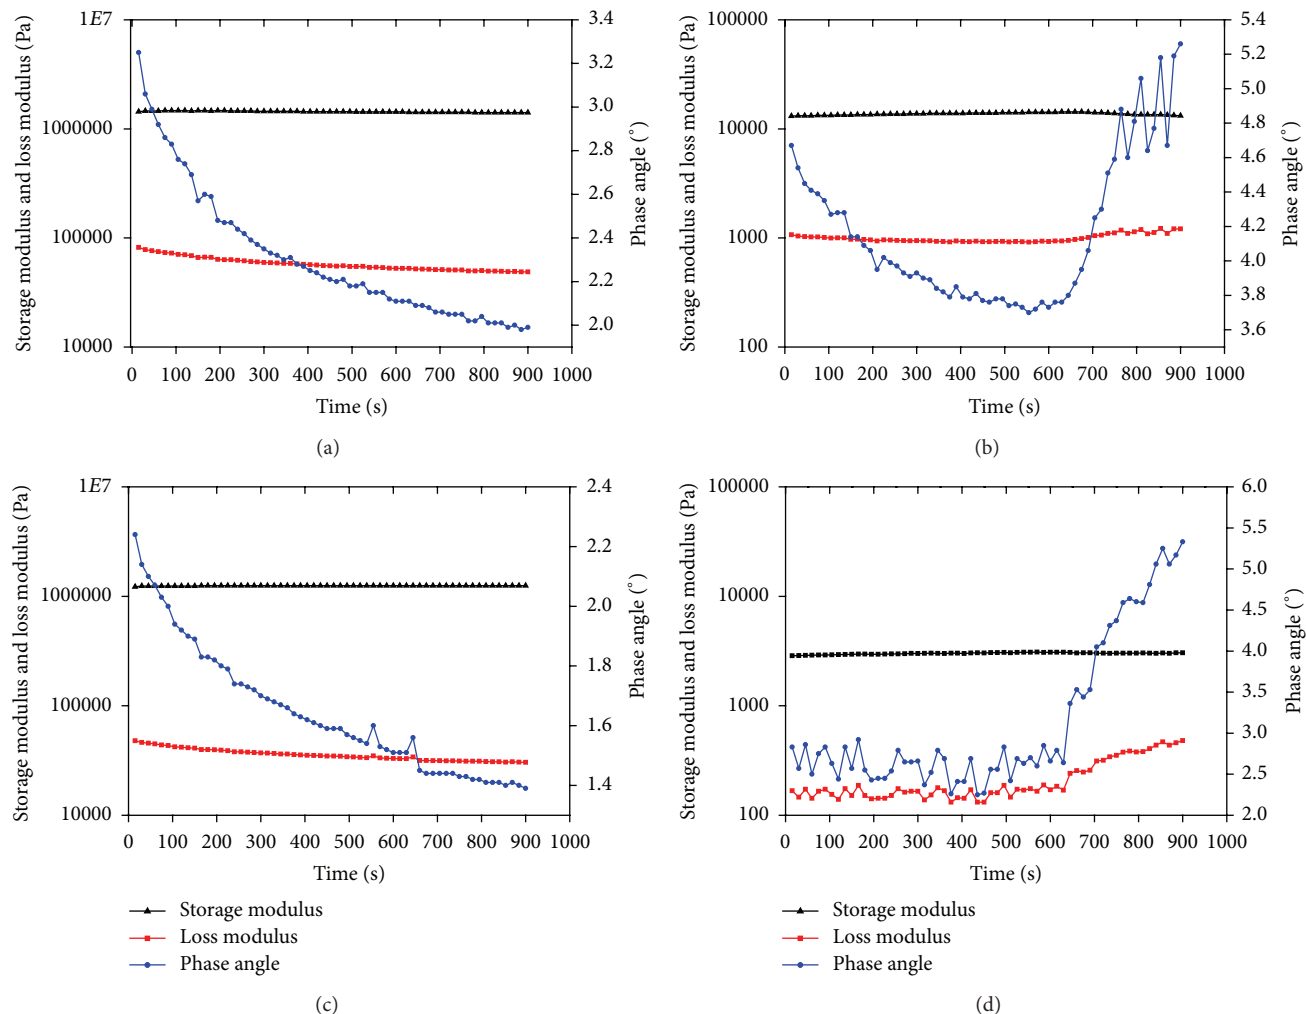 Storage modulus and loss modulus (Pa)
1E7
1000000
100000
10000
3.4
3.2
3.0
2.8
2.6
2.4
2.2
2.0
Phase angle (°)
0 100 200 300 400 500 600 700 800 900 1000
Time (s)
(a)
Storage modulus and loss modulus (Pa)
100000
10000
1000
100
5.4
5.2
5.0
4.8
4.6
4.4
4.2
4.0
3.8
3.6
Phase angle (°)
0 100 200 300 400 500 600 700 800 900 1000
Time (s)
(b)
Storage modulus and loss modulus (Pa)
1E7
1000000
100000
10000
2.4
2.2
2.0
1.8
1.6
1.4
Phase angle (°)
0 100 200 300 400 500 600 700 800 900 1000
Time (s)
Storage modulus
Loss modulus
Phase angle
(c)
Storage modulus and loss modulus (Pa)
100000
10000
1000
100
6.0
5.5
5.0
4.5
4.0
3.5
3.0
2.5
2.0
Phase angle (°)
0 100 200 300 400 500 600 700 800 900 1000
Time (s)
Storage modulus
Loss modulus
Phase angle
(d)